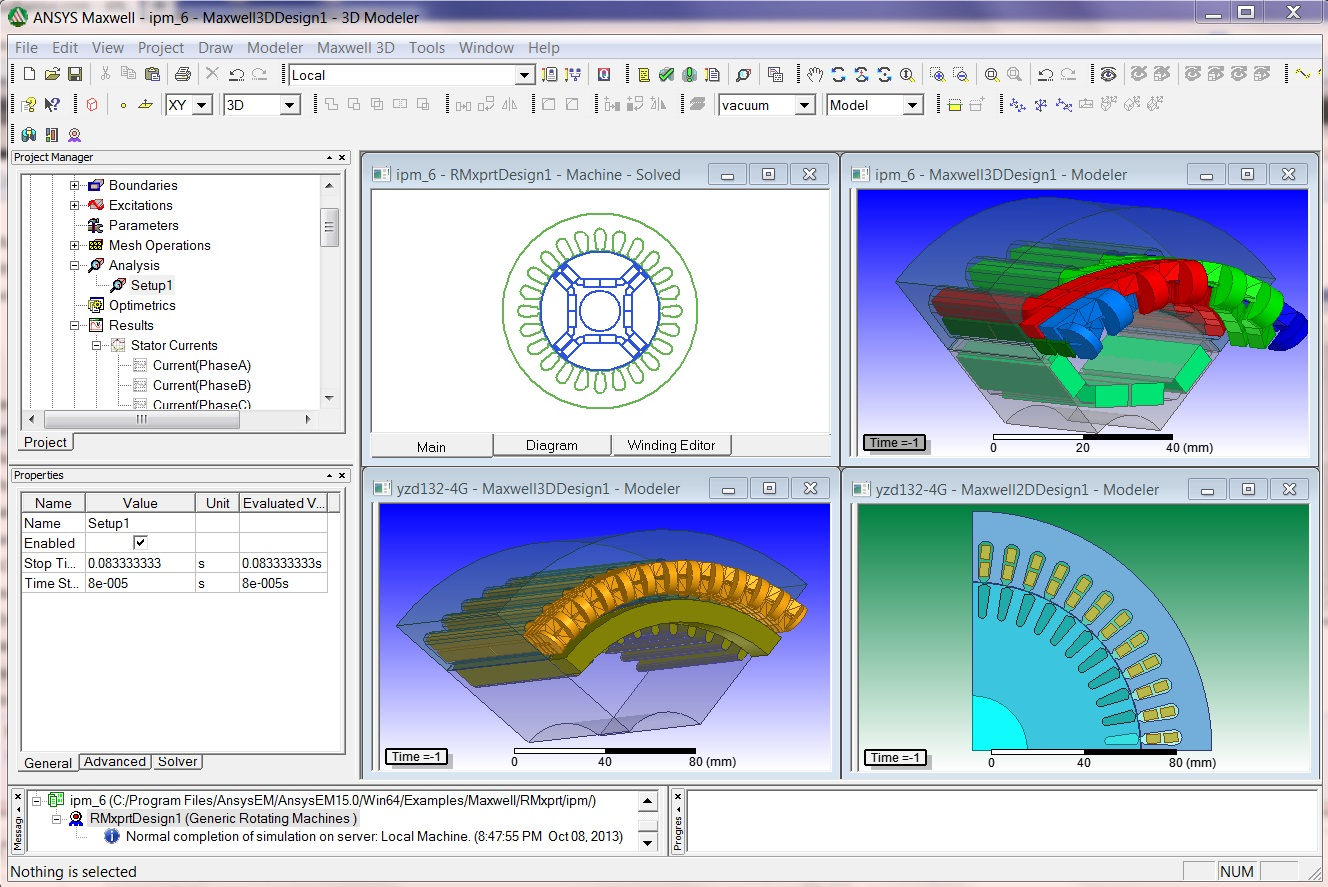 ANSYS Maxwell - ipm_6 - Maxwell3DDesign1 - 3D Modeler
File Edit View Project Draw Modeler Maxwell 3D Tools Window Help
Local
XY 3D vacuum Model
Project Manager
Boundaries
Excitations
Parameters
Mesh Operations
Analysis
Setup1
Optimetrics
Results
Stator Currents
Current(PhaseA)
Current(PhaseB)
Current(PhaseC)
Project
Properties
Name Value Unit Evaluated V...
Name Setup1
Enabled
Stop Ti... 0.083333333 s 0.083333333s
Time St... 8e-005 s 8e-005s
General Advanced Solver
ipm_6 - RMxprtDesign1 - Machine - Solved
Main Diagram Winding Editor
ipm_6 - Maxwell3DDesign1 - Modeler
Time =-1
0 20 40 (mm)
yzd132-4G - Maxwell3DDesign1 - Modeler
Time =-1
0 40 80 (mm)
yzd132-4G - Maxwell2DDesign1 - Modeler
Time =-1
0 40 80 (mm)
Messag
ipm_6 (C:/Program Files/AnsysEM/AnsysEM15.0/Win64/Examples/Maxwell/RMxprt/ipm/)
RMxprtDesign1 (Generic Rotating Machines )
Normal completion of simulation on server: Local Machine. (8:47:55 PM Oct 08, 2013)
Progres
Nothing is selected
NUM